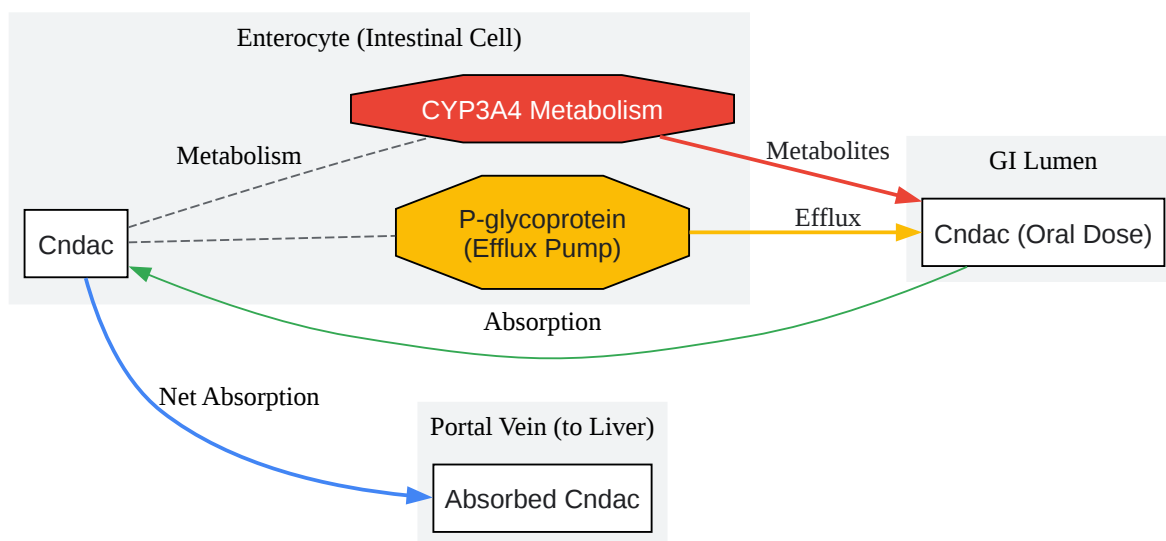 Enterocyte (Intestinal Cell)
CYP3A4 Metabolism
Metabolism
Metabolites
GI Lumen
Cndac
P-glycoprotein
(Efflux Pump)
Efflux
Cndac (Oral Dose)
Absorption
Net Absorption
Portal Vein (to Liver)
Absorbed Cndac